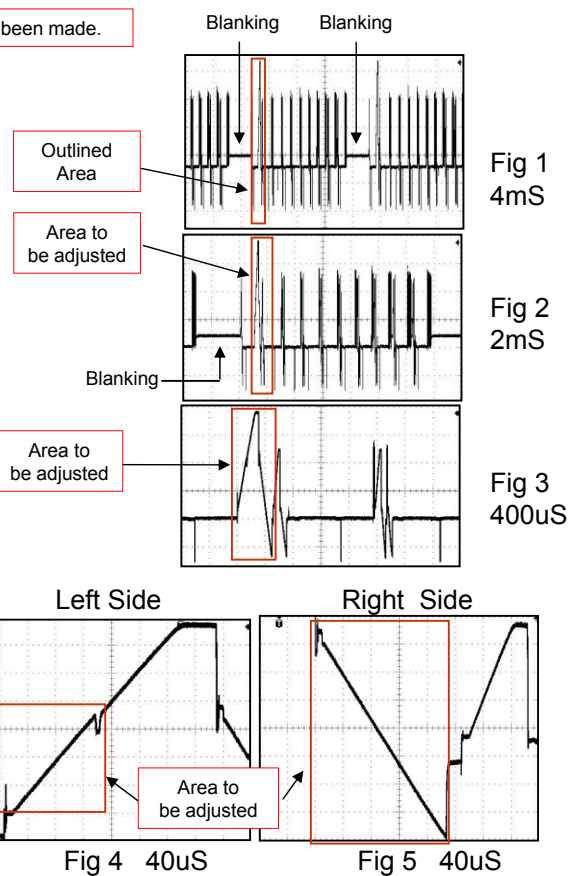 been made.
Blanking
Blanking
Outlined
Area
Fig 1
4mS
Area to
be adjusted
Fig 2
2mS
Blanking
Area to
be adjusted
Fig 3
400uS
Left Side
Right Side
Area to
be adjusted
Fig 4 40uS
Fig 5 40uS